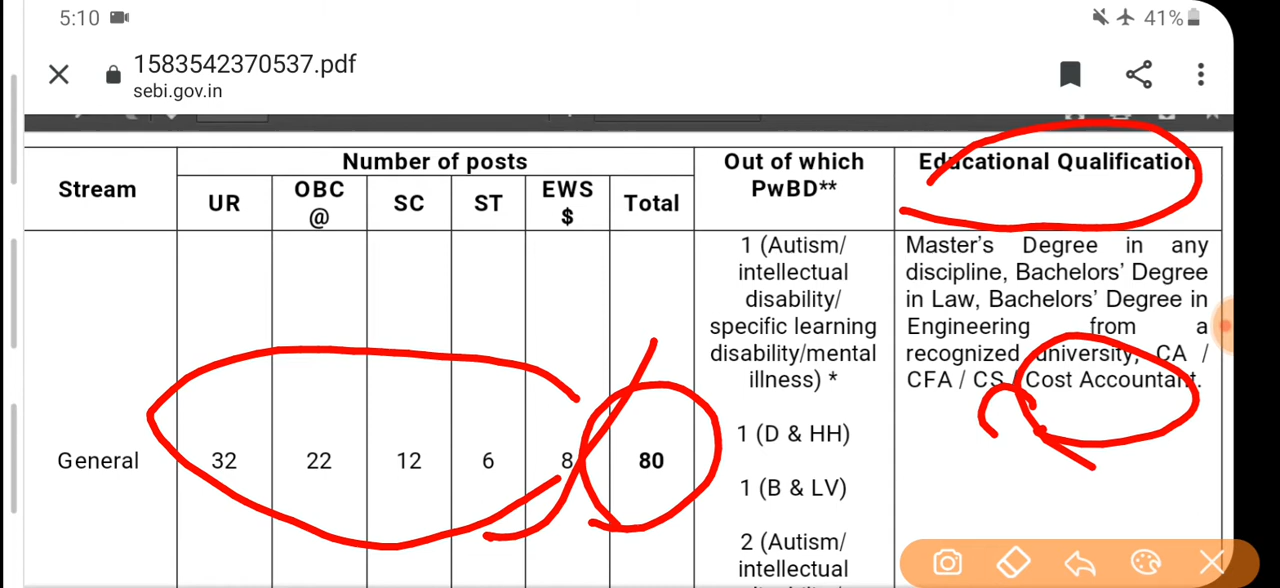 5:10
41%
1583542370537.pdf
sebi.gov.in
Stream
Number of posts
UR
OBC
@
SC
ST
EWS
$
Total
Out of which
PwBD**
Educational Qualification
General
32
22
12
6
8
80
1 (Autism/
intellectual
disability/
specific learning
disability/mental
illness) *
1 (D & HH)
1 (B & LV)
2 (Autism/
intellectual
Master's Degree in any
discipline, Bachelors' Degree
in Law, Bachelors' Degree in
Engineering from a
recognized university, CA /
CFA / CS / Cost Accountant.